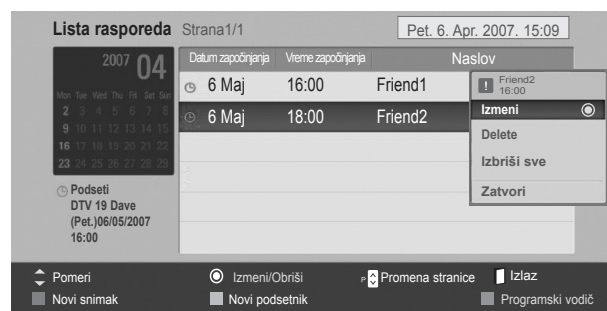 Lista rasporeda Strana1/1 Pet. 6. Apr. 2007. 15:09
2007 04
Mon Tue Wed Thu Fri Sat Sun
2 3 4 5 6 7 8
9 10 11 12 13 14 15
16 17 18 19 20 21 22
23 24 25 26 27 28 29
Podseti
DTV 19 Dave
(Pet.)06/05/2007
16:00
Datum započinjanja Vreme započinjanja Naslov
6 Maj 16:00 Friend1
6 Maj 18:00 Friend2
Friend2
16:00
Izmeni
Delete
Izbriši sve
Zatvori
Pomeri Izmeni/Obriši P Promena stranice Izlaz
Novi snimak Novi podsetnik Programski vodič